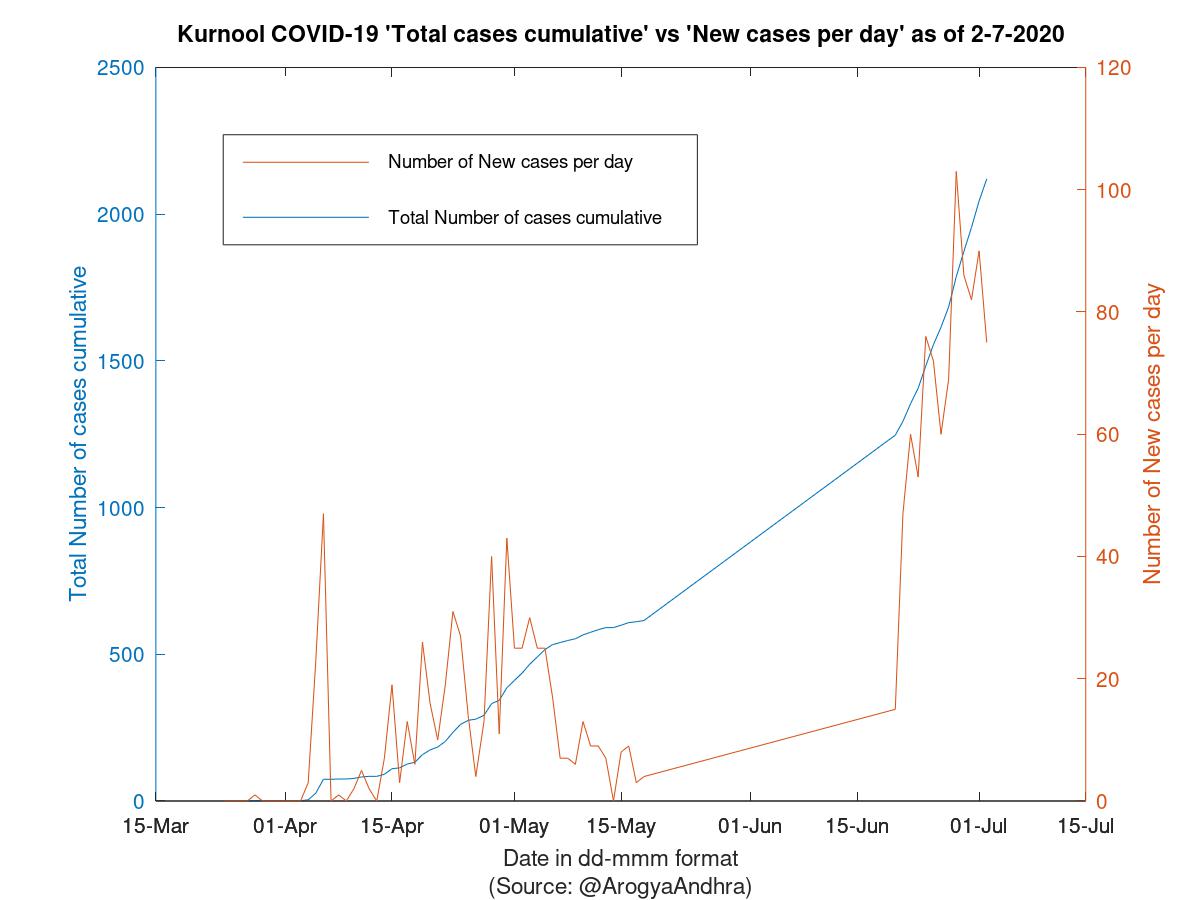 Kurnool COVID-19 'Total cases cumulative' vs 'New cases per day' as of 2-7-2020
2500
2000
1500
1000
500
0
Total Number of cases cumulative
Number of New cases per day
Total Number of cases cumulative
120
100
80
60
40
20
0
Number of New cases per day
15-Mar 01-Apr 15-Apr 01-May 15-May 01-Jun 15-Jun 01-Jul 15-Jul
Date in dd-mmm format
(Source: @ArogyaAndhra)